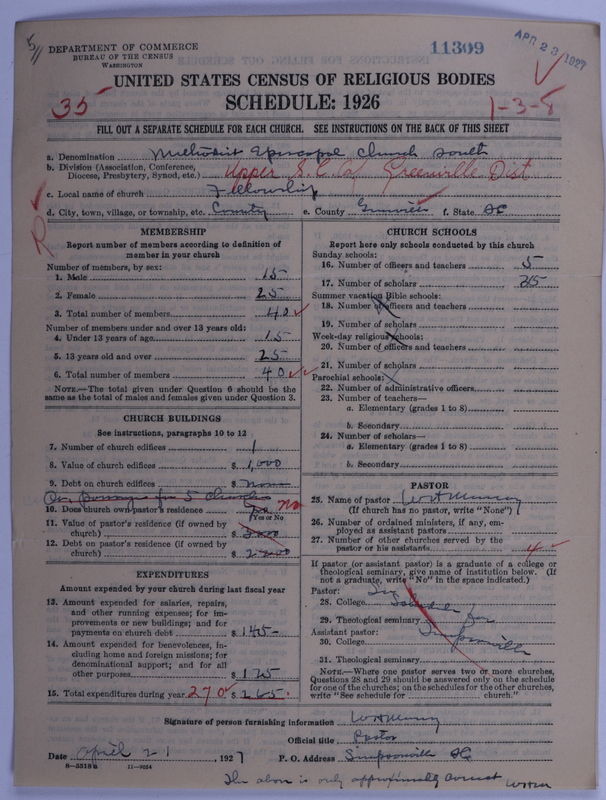 5
11309
APR 23 1927
DEPARTMENT OF COMMERCE
BUREAU OF THE CENSUS
WASHINGTON
UNITED STATES CENSUS OF RELIGIOUS BODIES
35
SCHEDULE: 1926
1-3-8
FILL OUT A SEPARATE SCHEDULE FOR EACH CHURCH. SEE INSTRUCTIONS ON THE BACK OF THIS SHEET
a. Denomination Methodist Episcopal Church South
b. Division (Association, Conference, Diocese, Presbytery, Synod, etc.) Upper S. C. Greenville Dist
c. Local name of church Fellowship
d. City, town, village, or township, etc. County e. County Greenville f. State SC
R
MEMBERSHIP
Report number of members according to definition of member in your church
Number of members, by sex:
1. Male 15
2. Female 25
3. Total number of members 40
Number of members under and over 13 years old:
4. Under 13 years of age 15
5. 13 years old and over 25
6. Total number of members 40
NOTE.—The total given under Question 6 should be the same as the total of males and females given under Question 3.
CHURCH BUILDINGS
See instructions, paragraphs 10 to 12
7. Number of church edifices 1
8. Value of church edifices $ 1,000
9. Debt on church edifices $ None
One Parsonage for 5 Churches
10. Does church own pastor's residence no
(Yes or No)
11. Value of pastor's residence (if owned by church) $
12. Debt on pastor's residence (if owned by church) $
EXPENDITURES
Amount expended by your church during last fiscal year
13. Amount expended for salaries, repairs, and other running expenses; for improvements or new buildings; and for payments on church debt $ 145
14. Amount expended for benevolences, including home and foreign missions; for denominational support; and for all other purposes $ 125
15. Total expenditures during year 270 $ 265
CHURCH SCHOOLS
Report here only schools conducted by this church
Sunday schools:
16. Number of officers and teachers 5
17. Number of scholars 35
Summer vacation Bible schools:
18. Number of officers and teachers
19. Number of scholars
Week-day religious schools:
20. Number of officers and teachers
21. Number of scholars
Parochial schools:
22. Number of administrative officers
23. Number of teachers—
a. Elementary (grades 1 to 8)
b. Secondary
24. Number of scholars—
a. Elementary (grades 1 to 8)
b. Secondary
PASTOR
25. Name of pastor
(If church has no pastor, write "None")
26. Number of ordained ministers, if any, employed as assistant pastors
27. Number of other churches served by the pastor or his assistants 4
If pastor (or assistant pastor) is a graduate of a college or theological seminary, give name of institution below. (If not a graduate, write "No" in the space indicated.)
Pastor:
28. College See Schedule for
29. Theological seminary
Assistant pastor: Simpsonville
30. College
31. Theological seminary
NOTE.—Where one pastor serves two or more churches, Questions 28 and 29 should be answered only on the schedule for one of the churches; on the schedules for the other churches, write "See schedule for church."
Signature of person furnishing information
Official title Pastor
Date April 21, 1927 P. O. Address Simpsonville SC
8-5318a 11-9054
The above is only approximately correct